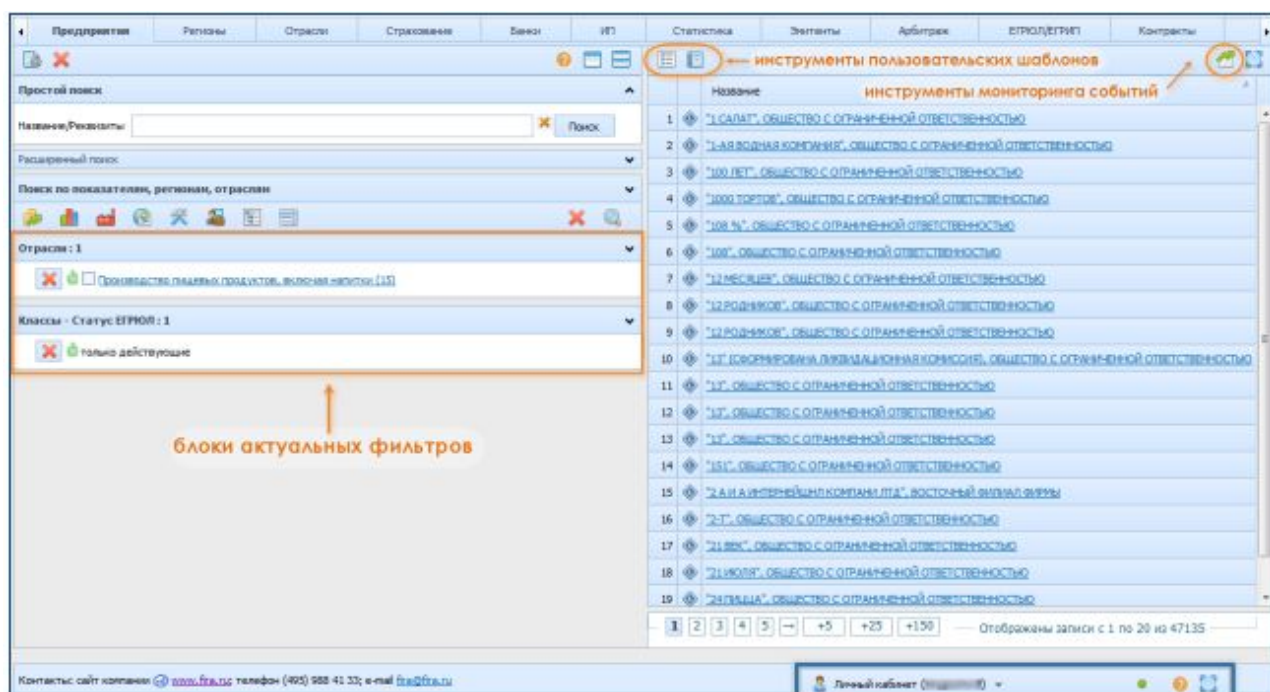 Предприятия Регионы Отрасли Страхование Банки ИП Статистика Эмитенты Арбитраж ЕГРЮЛ/ЕГРИП Контракты
инструменты пользовательских шаблонов
инструменты мониторинга событий
Простой поиск
Название/Реквизиты:
Поиск
Расширенный поиск
Поиск по показателям, регионам, отраслям
Отрасли : 1
Производство пищевых продуктов, включая напитки (15)
Классы - Статус ЕГРЮЛ : 1
только действующие
блоки актуальных фильтров
Название
1 "1 САЛАТ", ОБЩЕСТВО С ОГРАНИЧЕННОЙ ОТВЕТСТВЕННОСТЬЮ
2 "1-АЯ ВОДНАЯ КОМПАНИЯ", ОБЩЕСТВО С ОГРАНИЧЕННОЙ ОТВЕТСТВЕННОСТЬЮ
3 "100 ЛЕТ", ОБЩЕСТВО С ОГРАНИЧЕННОЙ ОТВЕТСТВЕННОСТЬЮ
4 "1000 ТОРТОВ", ОБЩЕСТВО С ОГРАНИЧЕННОЙ ОТВЕТСТВЕННОСТЬЮ
5 "108 %", ОБЩЕСТВО С ОГРАНИЧЕННОЙ ОТВЕТСТВЕННОСТЬЮ
6 "108", ОБЩЕСТВО С ОГРАНИЧЕННОЙ ОТВЕТСТВЕННОСТЬЮ
7 "12 МЕСЯЦЕВ", ОБЩЕСТВО С ОГРАНИЧЕННОЙ ОТВЕТСТВЕННОСТЬЮ
8 "12 РОДНИКОВ", ОБЩЕСТВО С ОГРАНИЧЕННОЙ ОТВЕТСТВЕННОСТЬЮ
9 "12 РОДНИКОВ", ОБЩЕСТВО С ОГРАНИЧЕННОЙ ОТВЕТСТВЕННОСТЬЮ
10 "13" (СФОРМИРОВАНА ЛИКВИДАЦИОННАЯ КОМИССИЯ), ОБЩЕСТВО С ОГРАНИЧЕННОЙ ОТВЕТСТВЕННОСТЬЮ
11 "13", ОБЩЕСТВО С ОГРАНИЧЕННОЙ ОТВЕТСТВЕННОСТЬЮ
12 "13", ОБЩЕСТВО С ОГРАНИЧЕННОЙ ОТВЕТСТВЕННОСТЬЮ
13 "13", ОБЩЕСТВО С ОГРАНИЧЕННОЙ ОТВЕТСТВЕННОСТЬЮ
14 "151", ОБЩЕСТВО С ОГРАНИЧЕННОЙ ОТВЕТСТВЕННОСТЬЮ
15 "2 А И А ИНТЕРНЕЙШНЛ КОМПАНИ ЛТД", ВОСТОЧНЫЙ ФИЛИАЛ ФИРМЫ
16 "2-Т", ОБЩЕСТВО С ОГРАНИЧЕННОЙ ОТВЕТСТВЕННОСТЬЮ
17 "21 ВЕК", ОБЩЕСТВО С ОГРАНИЧЕННОЙ ОТВЕТСТВЕННОСТЬЮ
18 "21 ИЮЛЯ", ОБЩЕСТВО С ОГРАНИЧЕННОЙ ОТВЕТСТВЕННОСТЬЮ
19 "24 ПИЦЦА", ОБЩЕСТВО С ОГРАНИЧЕННОЙ ОТВЕТСТВЕННОСТЬЮ
1 2 3 4 5 → +5 +25 +150 Отображены записи с 1 по 20 из 47135
Контакты: сайт компании www.fira.ru; телефон (495) 988 41 33; e-mail fira@fira.ru
Личный кабинет